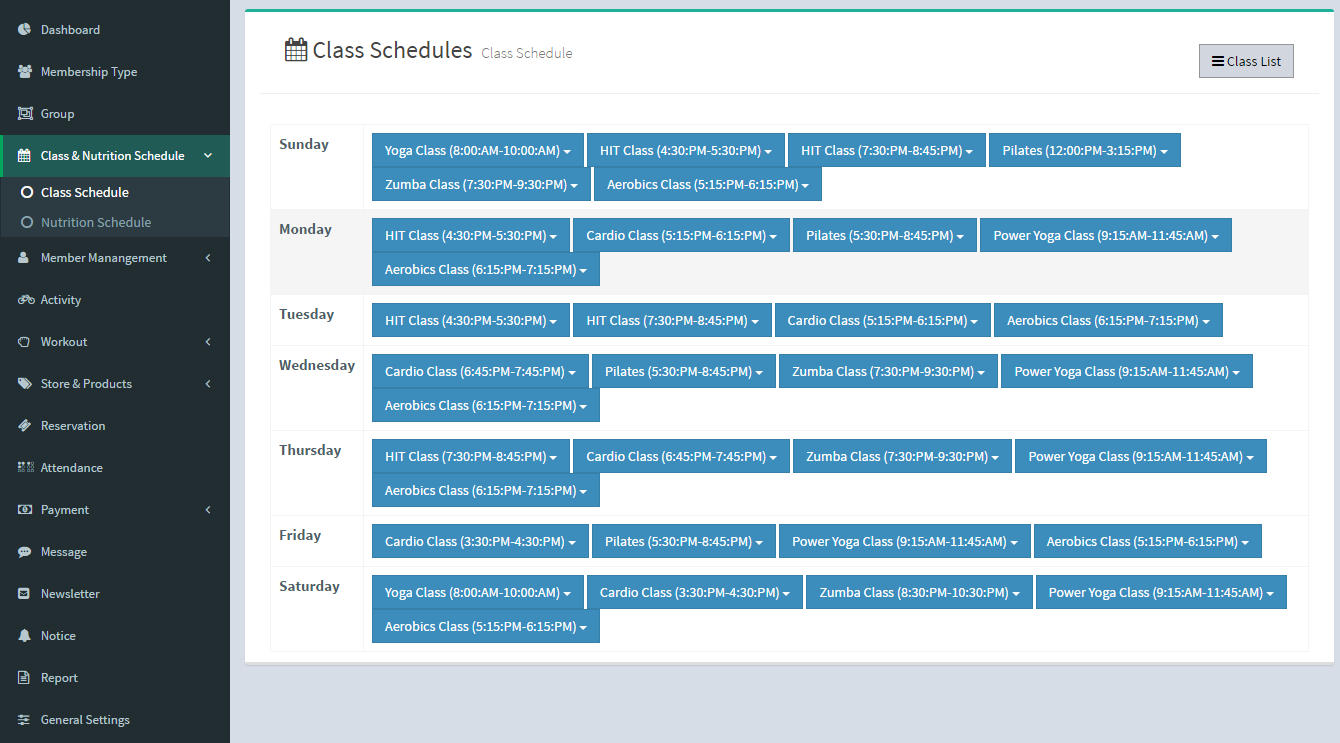 Dashboard
Membership Type
Group
Class & Nutrition Schedule
Class Schedule
Nutrition Schedule
Member Manangement
Activity
Workout
Store & Products
Reservation
Attendance
Payment
Message
Newsletter
Notice
Report
General Settings
Class Schedules Class Schedule
Class List
Sunday
Yoga Class (8:00:AM-10:00:AM) HIT Class (4:30:PM-5:30:PM) HIT Class (7:30:PM-8:45:PM) Pilates (12:00:PM-3:15:PM)
Zumba Class (7:30:PM-9:30:PM) Aerobics Class (5:15:PM-6:15:PM)
Monday
HIT Class (4:30:PM-5:30:PM) Cardio Class (5:15:PM-6:15:PM) Pilates (5:30:PM-8:45:PM) Power Yoga Class (9:15:AM-11:45:AM)
Aerobics Class (6:15:PM-7:15:PM)
Tuesday
HIT Class (4:30:PM-5:30:PM) HIT Class (7:30:PM-8:45:PM) Cardio Class (5:15:PM-6:15:PM) Aerobics Class (6:15:PM-7:15:PM)
Wednesday
Cardio Class (6:45:PM-7:45:PM) Pilates (5:30:PM-8:45:PM) Zumba Class (7:30:PM-9:30:PM) Power Yoga Class (9:15:AM-11:45:AM)
Aerobics Class (6:15:PM-7:15:PM)
Thursday
HIT Class (7:30:PM-8:45:PM) Cardio Class (6:45:PM-7:45:PM) Zumba Class (7:30:PM-9:30:PM) Power Yoga Class (9:15:AM-11:45:AM)
Aerobics Class (6:15:PM-7:15:PM)
Friday
Cardio Class (3:30:PM-4:30:PM) Pilates (5:30:PM-8:45:PM) Power Yoga Class (9:15:AM-11:45:AM) Aerobics Class (5:15:PM-6:15:PM)
Saturday
Yoga Class (8:00:AM-10:00:AM) Cardio Class (3:30:PM-4:30:PM) Zumba Class (8:30:PM-10:30:PM) Power Yoga Class (9:15:AM-11:45:AM)
Aerobics Class (5:15:PM-6:15:PM)